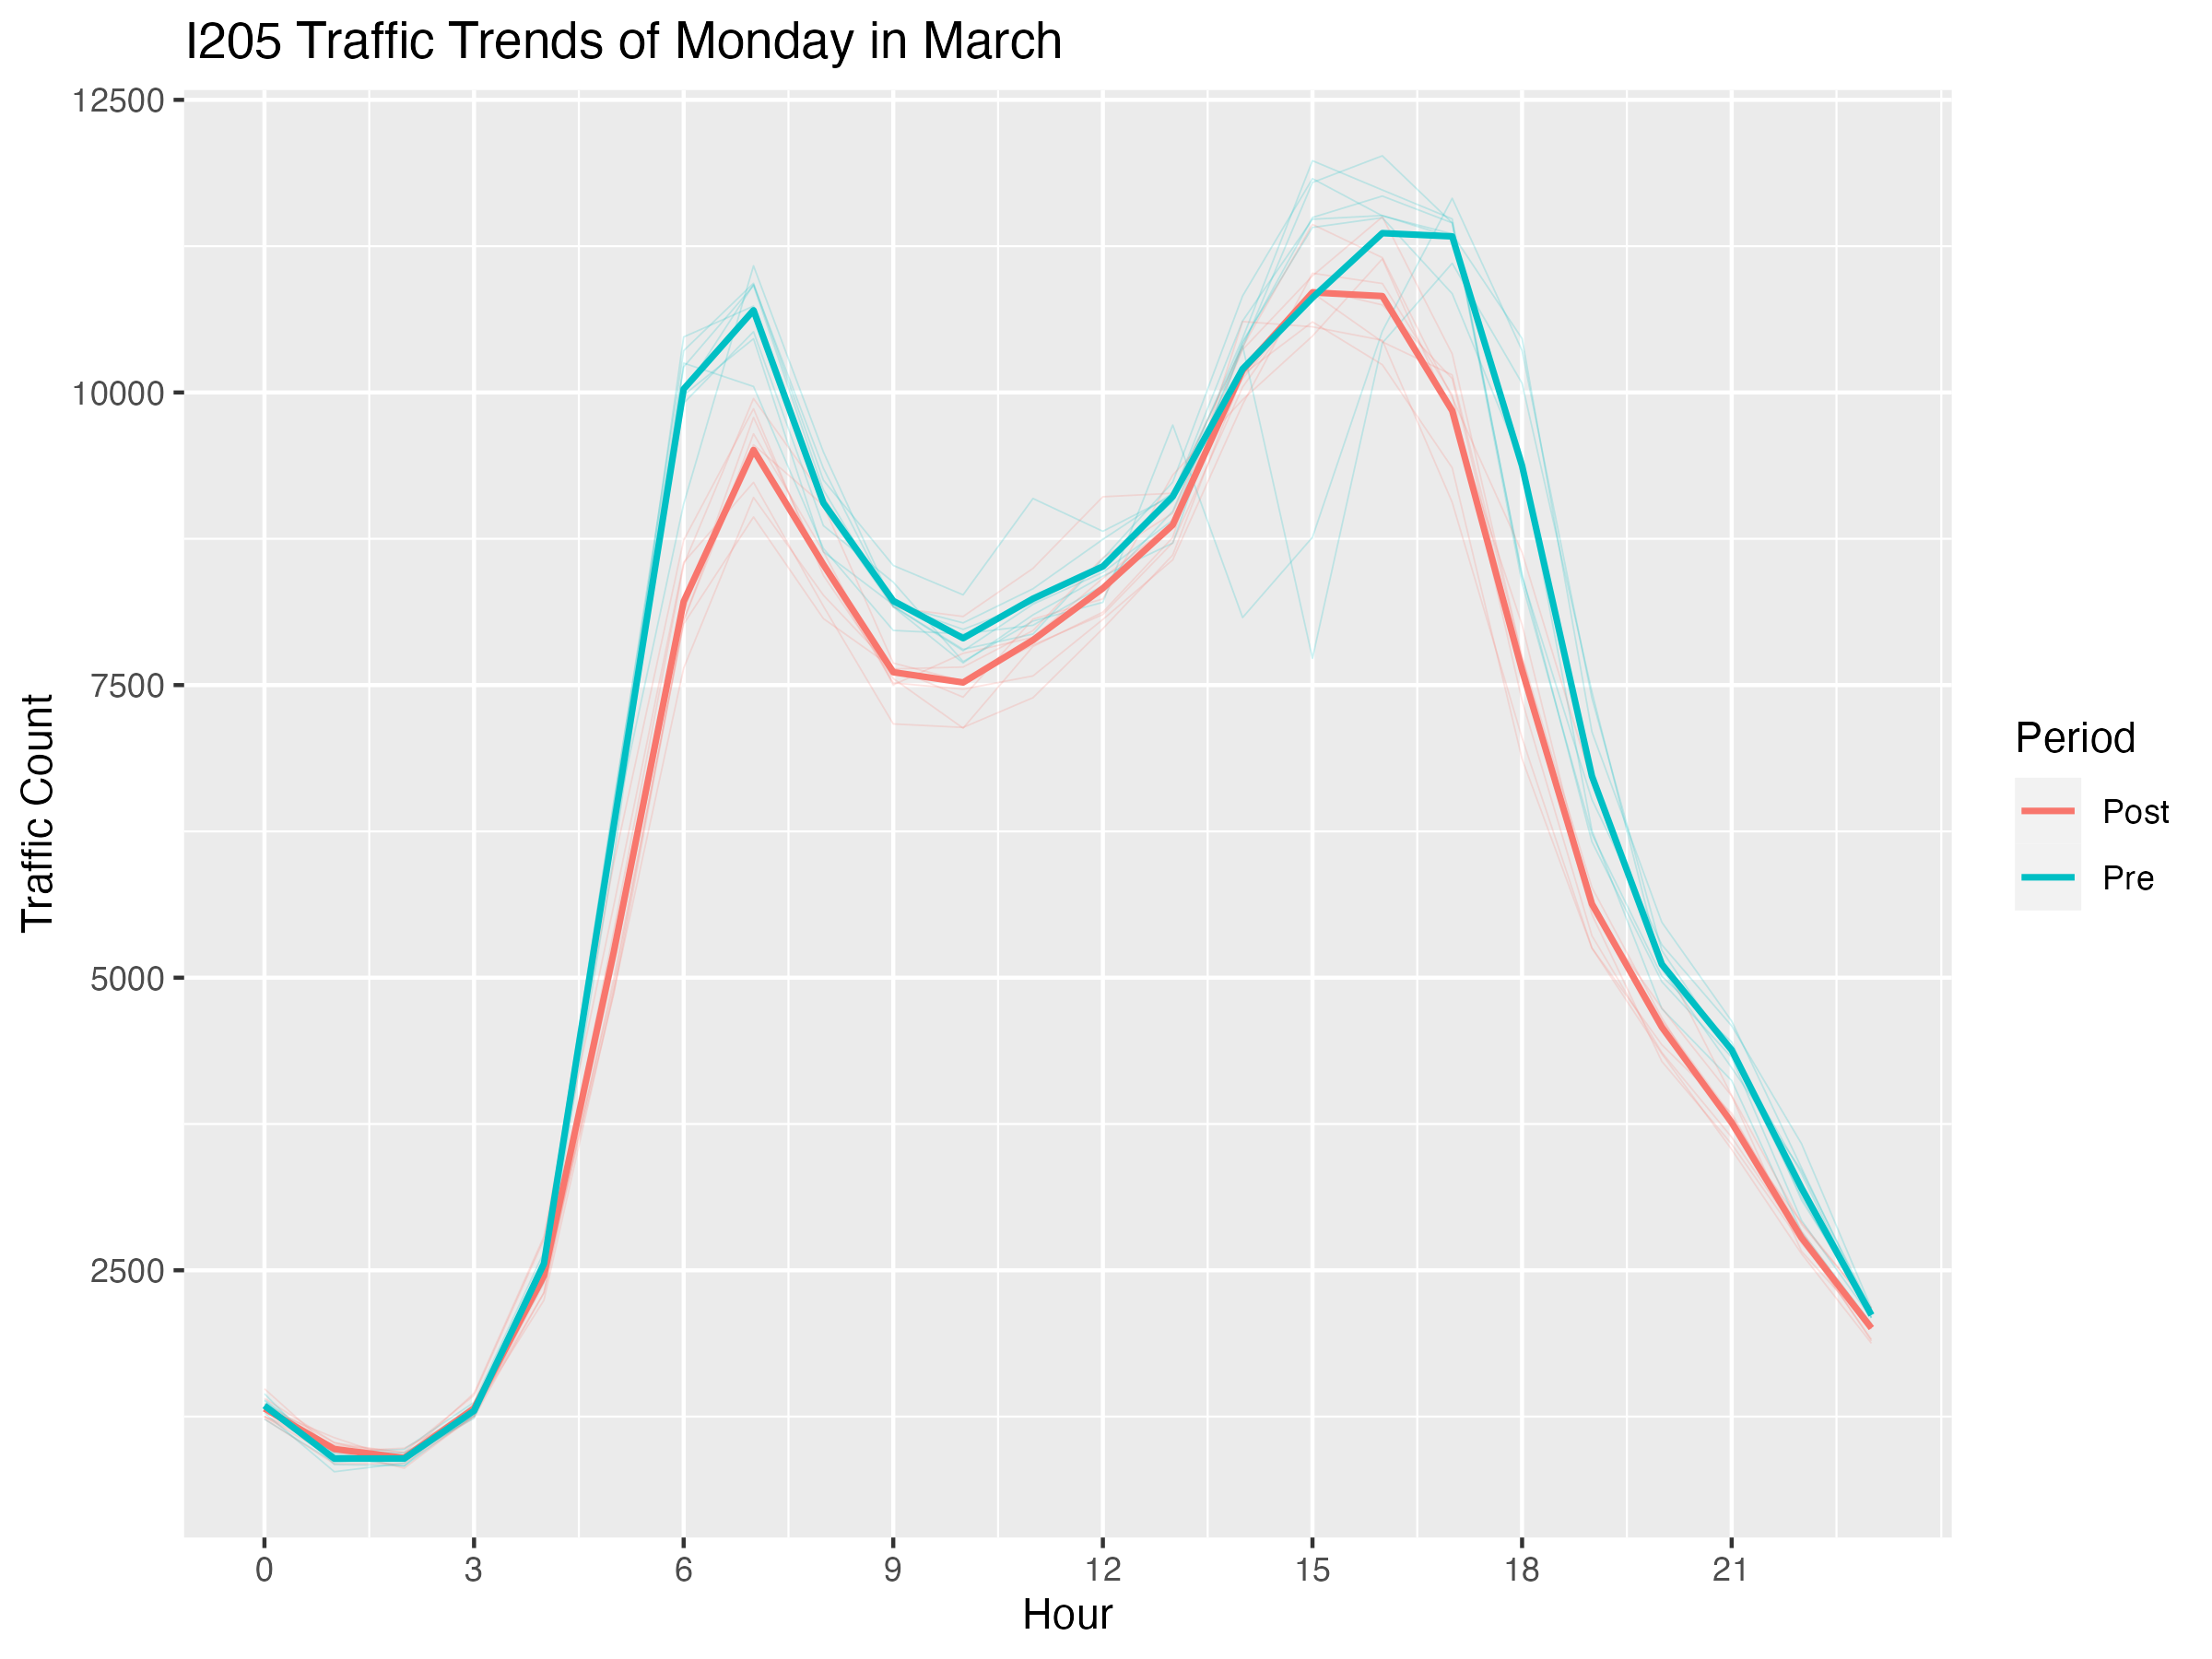 I205 Traffic Trends of Monday in March
12500
10000
7500
5000
2500
Traffic Count
0 3 6 9 12 15 18 21
Hour
Period
Post
Pre